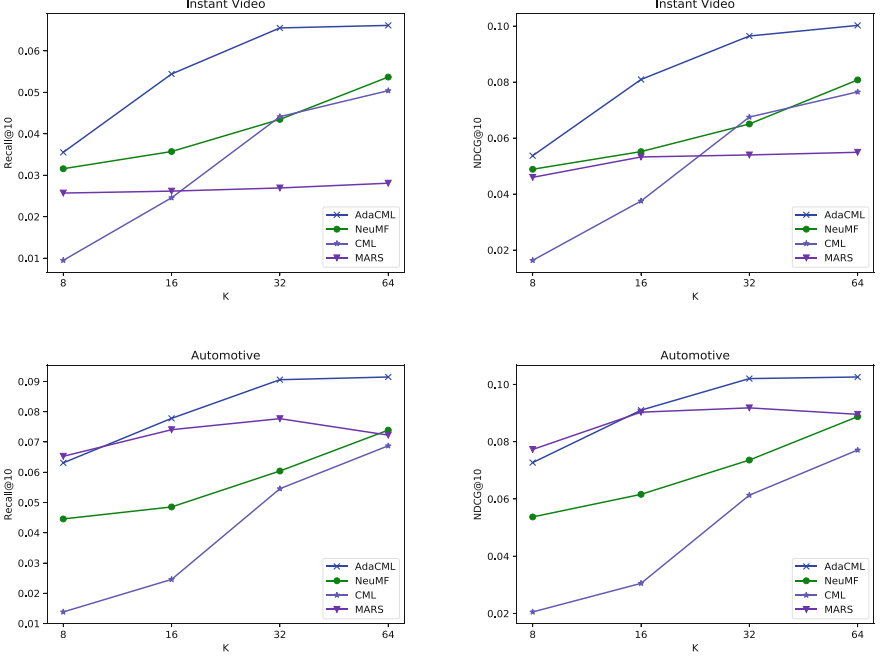 Instant Video
0.06
0.05
0.04
0.03
0.02
0.01
Recall@10
8
16
32
64
K
AdaCML
NeuMF
CML
MARS
Instant Video
0.10
0.08
0.06
0.04
0.02
NDCG@10
8
16
32
64
K
AdaCML
NeuMF
CML
MARS
Automotive
0.09
0.08
0.07
0.06
0.05
0.04
0.03
0.02
0.01
Recall@10
8
16
32
64
K
AdaCML
NeuMF
CML
MARS
Automotive
0.10
0.08
0.06
0.04
0.02
NDCG@10
8
16
32
64
K
AdaCML
NeuMF
CML
MARS